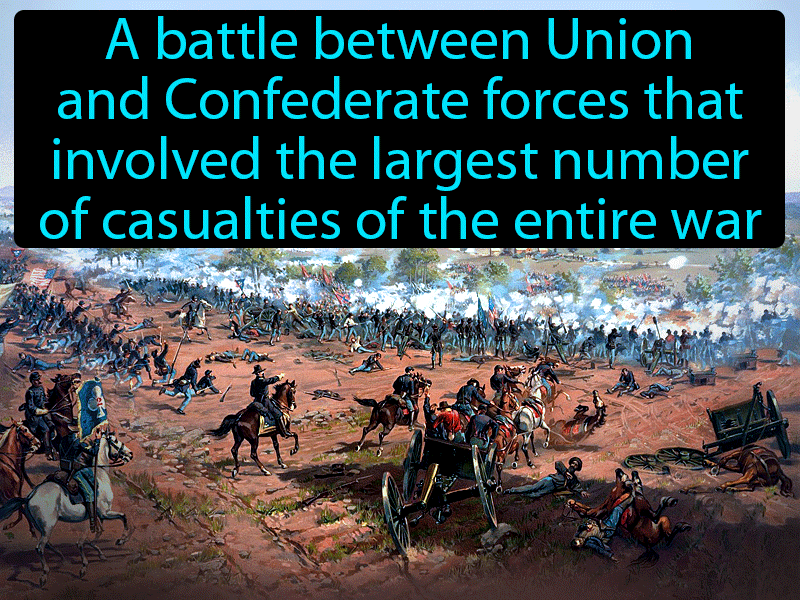 A battle between Union
and Confederate forces that
involved the largest number
of casualties of the entire war